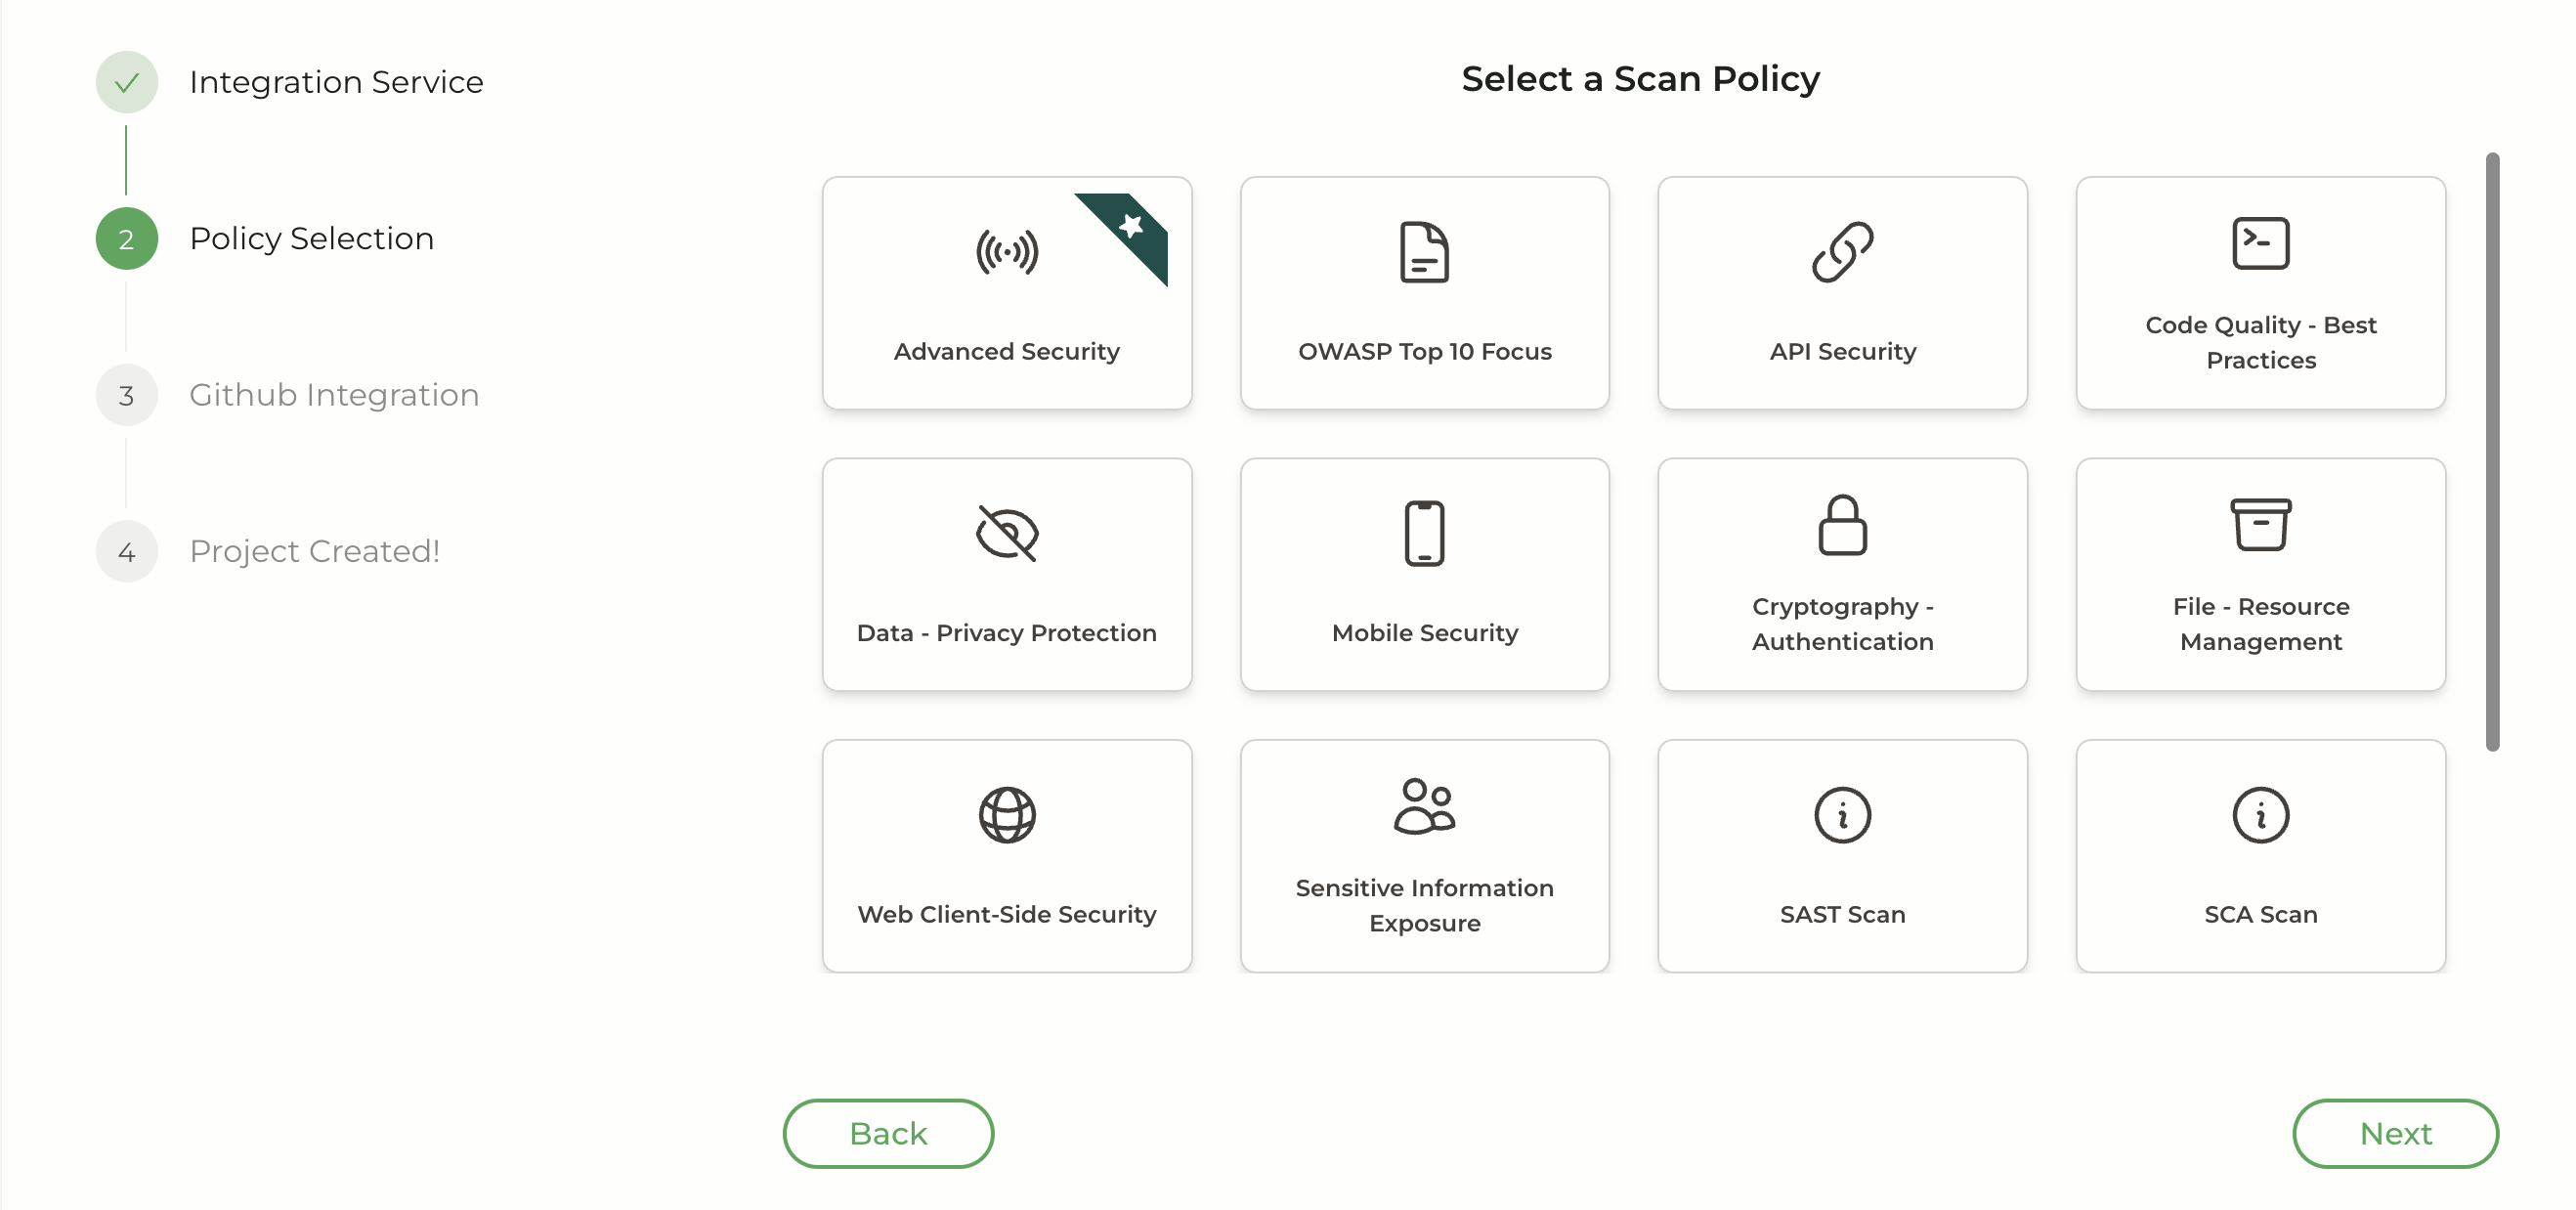 Integration Service
2
Policy Selection
3
Github Integration
4
Project Created!
Select a Scan Policy
Advanced Security
OWASP Top 10 Focus
API Security
Code Quality - Best
Practices
Data - Privacy Protection
Mobile Security
Cryptography -
Authentication
File - Resource
Management
Web Client-Side Security
Sensitive Information
Exposure
SAST Scan
SCA Scan
Back
Next